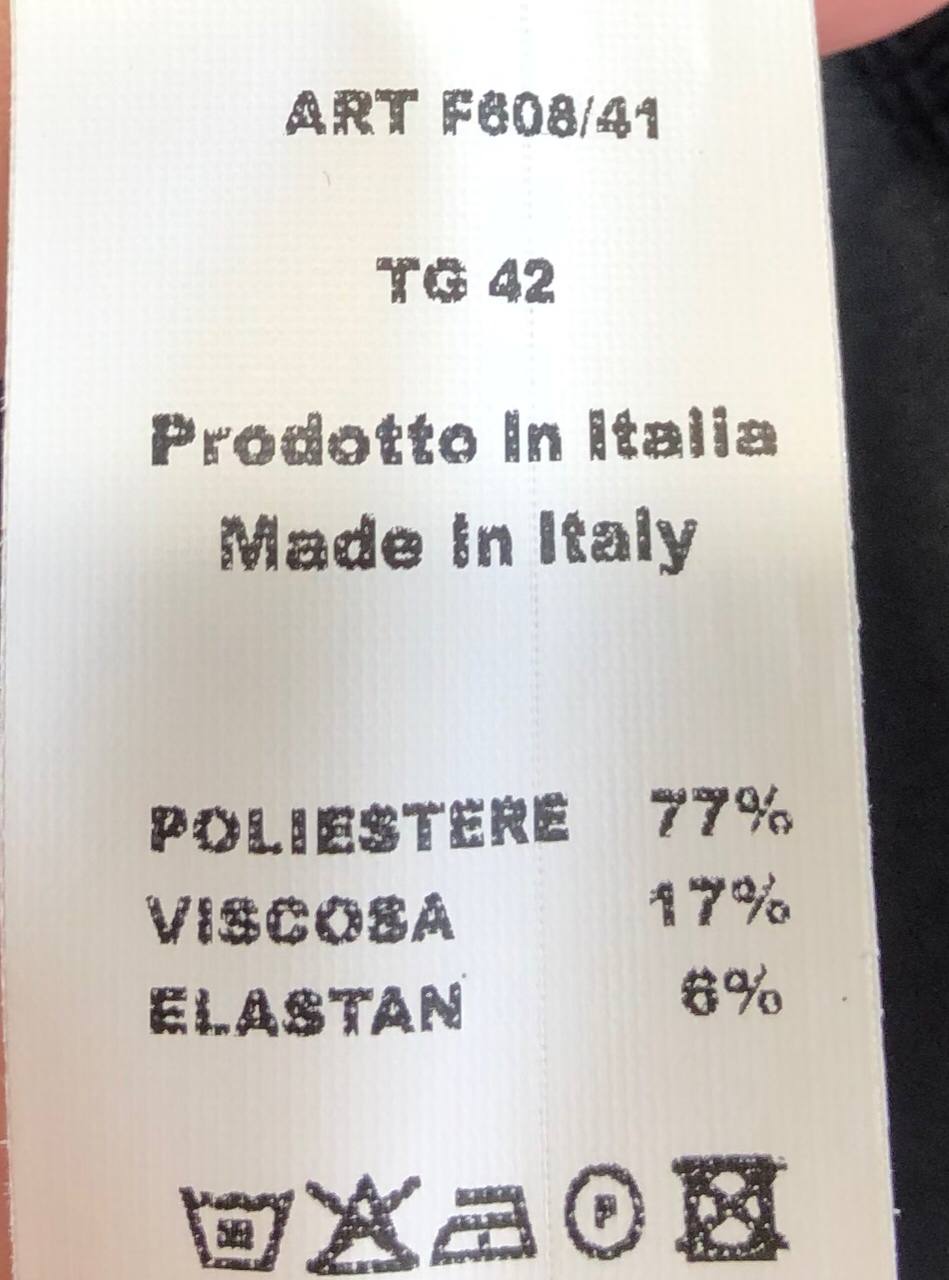 ART F608/41
TG 42
Prodotto In Italia
Made In Italy
POLIESTERE 77%
VISCOSA 17%
ELASTAN 6%
P